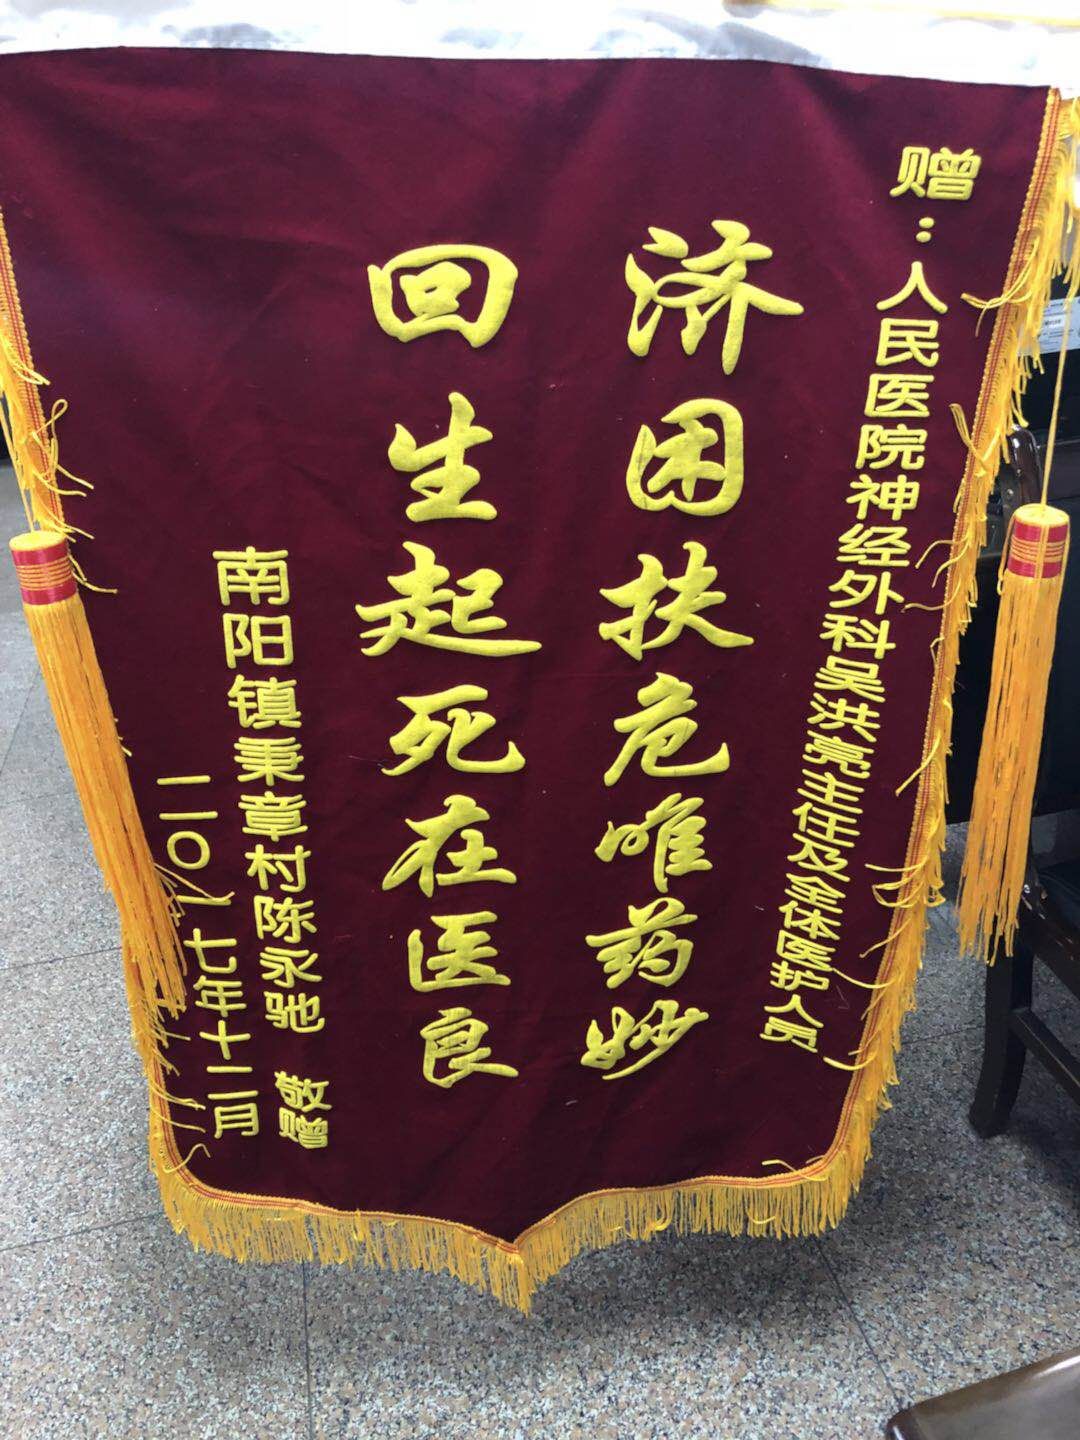 赠：人民医院神经外科吴洪亮主任及全体医护人员
济困扶危唯药妙
回生起死在医良
南阳镇秉章村陈永驰 敬赠
二〇一七年十二月